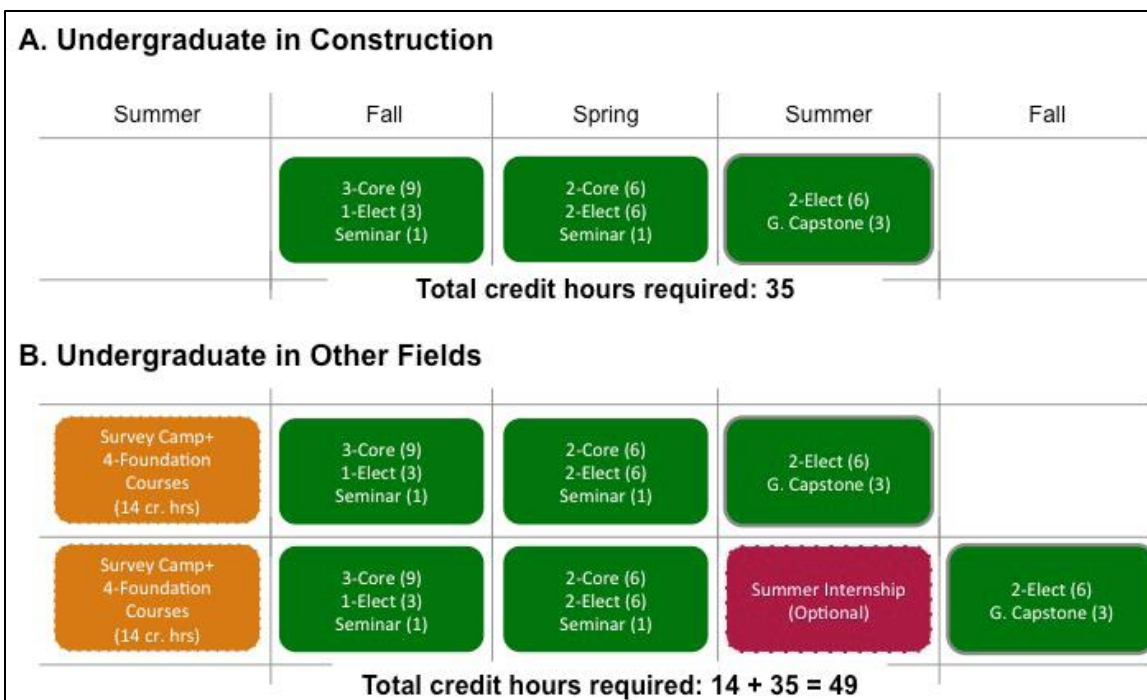 A. Undergraduate in Construction
Summer
Fall
Spring
Summer
Fall
3-Core (9)
1-Elect (3)
Seminar (1)
2-Core (6)
2-Elect (6)
Seminar (1)
2-Elect (6)
G. Capstone (3)
Total credit hours required: 35
B. Undergraduate in Other Fields
Survey Camp+
4-Foundation
Courses
(14 cr. hrs)
3-Core (9)
1-Elect (3)
Seminar (1)
2-Core (6)
2-Elect (6)
Seminar (1)
2-Elect (6)
G. Capstone (3)
Survey Camp+
4-Foundation
Courses
(14 cr. hrs)
3-Core (9)
1-Elect (3)
Seminar (1)
2-Core (6)
2-Elect (6)
Seminar (1)
Summer Internship
(Optional)
2-Elect (6)
G. Capstone (3)
Total credit hours required: 14 + 35 = 49